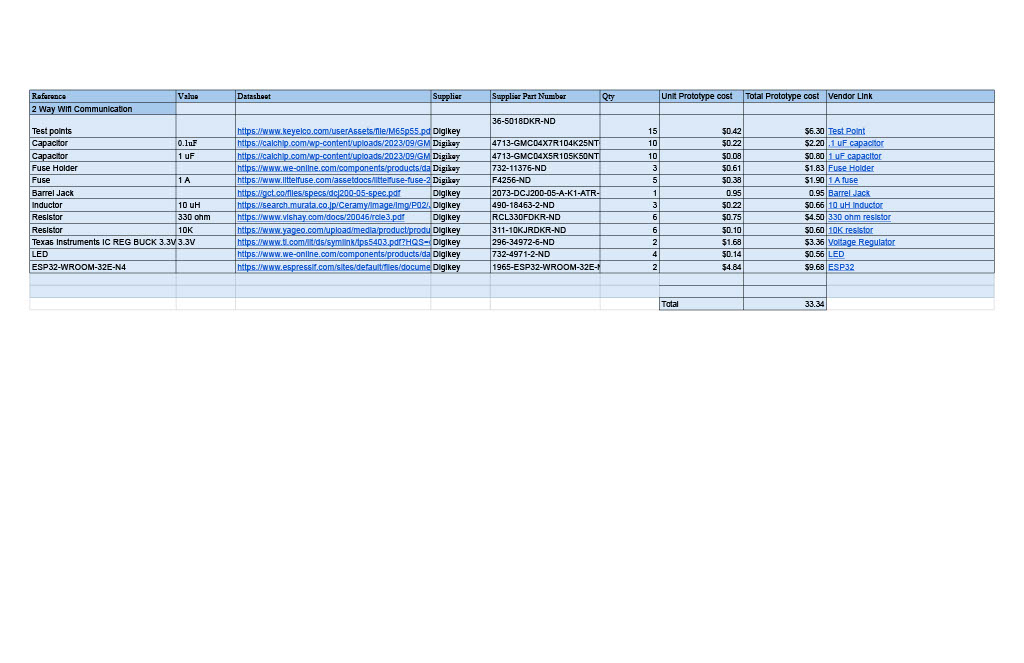 Reference Value Datasheet Supplier Supplier Part Number Qty Unit Prototype cost Total Prototype cost Vendor Link
2 Way Wifi Communication
36-5018DKR-ND
Test points https://www.keyelco.com/userAssets/file/M65p55.pd Digikey 15 $0.42 $6.30 Test Point
Capacitor 0.1uF https://calchip.com/wp-content/uploads/2023/09/GM Digikey 4713-GMC04X7R104K25NT 10 $0.22 $2.20 .1 uF capacitor
Capacitor 1 uF https://calchip.com/wp-content/uploads/2023/09/GM Digikey 4713-GMC04X5R105K50NT 10 $0.08 $0.80 1 uF capacitor
Fuse Holder https://www.we-online.com/components/products/da Digikey 732-11376-ND 3 $0.61 $1.83 Fuse Holder
Fuse 1 A https://www.littelfuse.com/assetdocs/littelfuse-fuse-2 Digikey F4256-ND 5 $0.38 $1.90 1 A fuse
Barrel Jack https://gct.co/files/specs/dcj200-05-spec.pdf Digikey 2073-DCJ200-05-A-K1-ATR- 1 0.95 0.95 Barrel Jack
Inductor 10 uH https://search.murata.co.jp/Ceramy/image/img/P02/ Digikey 490-18463-2-ND 3 $0.22 $0.66 10 uH inductor
Resistor 330 ohm https://www.vishay.com/docs/20046/rcle3.pdf Digikey RCL330FDKR-ND 6 $0.75 $4.50 330 ohm resistor
Resistor 10K https://www.yageo.com/upload/media/product/produ Digikey 311-10KJRDKR-ND 6 $0.10 $0.60 10K resistor
Texas Instruments IC REG BUCK 3.3V 3.3V https://www.ti.com/lit/ds/symlink/tps5403.pdf?HQS= Digikey 296-34972-6-ND 2 $1.68 $3.36 Voltage Regulator
LED https://www.we-online.com/components/products/da Digikey 732-4971-2-ND 4 $0.14 $0.56 LED
ESP32-WROOM-32E-N4 https://www.espressif.com/sites/default/files/docume Digikey 1965-ESP32-WROOM-32E- 2 $4.84 $9.68 ESP32
Total 33.34